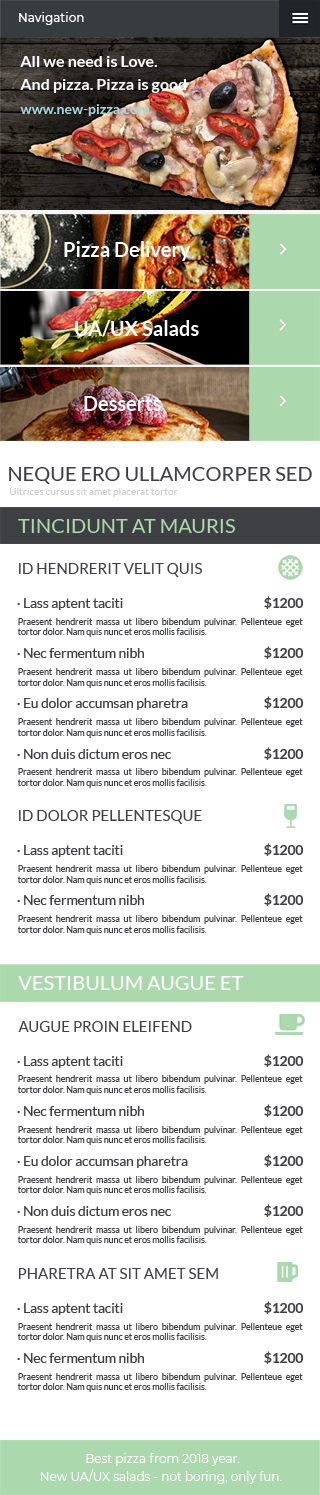 Navigation
All we need is Love.
And pizza. Pizza is good
www.new-pizza.com
Pizza Delivery
UA/UX Salads
Desserts
NEQUE ERO ULLAMCORPER SED
Ultrices cursus sit amet placerat tortor
TINCIDUNT AT MAURIS
ID HENDRERIT VELIT QUIS
· Lass aptent taciti $1200
Praesent hendrerit massa ut libero bibendum pulvinar. Pellenteue eget
tortor dolor. Nam quis nunc et eros mollis facilisis.
· Nec fermentum nibh $1200
Praesent hendrerit massa ut libero bibendum pulvinar. Pellenteue eget
tortor dolor. Nam quis nunc et eros mollis facilisis.
· Eu dolor accumsan pharetra $1200
Praesent hendrerit massa ut libero bibendum pulvinar. Pellenteue eget
tortor dolor. Nam quis nunc et eros mollis facilisis.
· Non duis dictum eros nec $1200
Praesent hendrerit massa ut libero bibendum pulvinar. Pellenteue eget
tortor dolor. Nam quis nunc et eros mollis facilisis.
ID DOLOR PELLENTESQUE
· Lass aptent taciti $1200
Praesent hendrerit massa ut libero bibendum pulvinar. Pellenteue eget
tortor dolor. Nam quis nunc et eros mollis facilisis.
· Nec fermentum nibh $1200
Praesent hendrerit massa ut libero bibendum pulvinar. Pellenteue eget
tortor dolor. Nam quis nunc et eros mollis facilisis.
VESTIBULUM AUGUE ET
AUGUE PROIN ELEIFEND
· Lass aptent taciti $1200
Praesent hendrerit massa ut libero bibendum pulvinar. Pellenteue eget
tortor dolor. Nam quis nunc et eros mollis facilisis.
· Nec fermentum nibh $1200
Praesent hendrerit massa ut libero bibendum pulvinar. Pellenteue eget
tortor dolor. Nam quis nunc et eros mollis facilisis.
· Eu dolor accumsan pharetra $1200
Praesent hendrerit massa ut libero bibendum pulvinar. Pellenteue eget
tortor dolor. Nam quis nunc et eros mollis facilisis.
· Non duis dictum eros nec $1200
Praesent hendrerit massa ut libero bibendum pulvinar. Pellenteue eget
tortor dolor. Nam quis nunc et eros mollis facilisis.
PHARETRA AT SIT AMET SEM
· Lass aptent taciti $1200
Praesent hendrerit massa ut libero bibendum pulvinar. Pellenteue eget
tortor dolor. Nam quis nunc et eros mollis facilisis.
· Nec fermentum nibh $1200
Praesent hendrerit massa ut libero bibendum pulvinar. Pellenteue eget
tortor dolor. Nam quis nunc et eros mollis facilisis.
Best pizza from 2018 year.
New UA/UX salads - not boring, only fun.